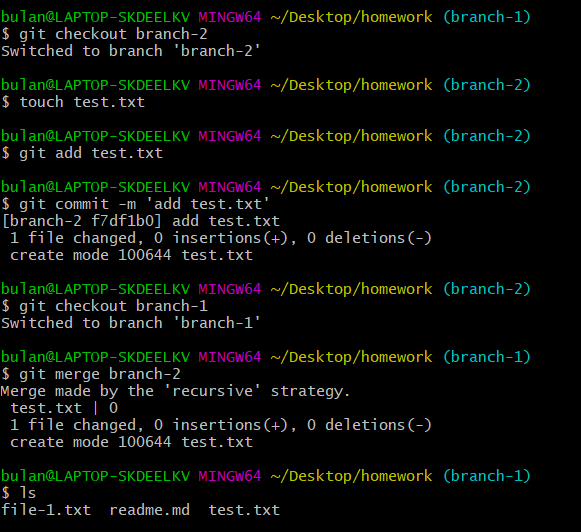 bulan@LAPTOP-SKDEELKV MINGW64 ~/Desktop/homework (branch-1)
$ git checkout branch-2
Switched to branch 'branch-2'
bulan@LAPTOP-SKDEELKV MINGW64 ~/Desktop/homework (branch-2)
$ touch test.txt
bulan@LAPTOP-SKDEELKV MINGW64 ~/Desktop/homework (branch-2)
$ git add test.txt
bulan@LAPTOP-SKDEELKV MINGW64 ~/Desktop/homework (branch-2)
$ git commit -m 'add test.txt'
[branch-2 f7df1b0] add test.txt
 1 file changed, 0 insertions(+), 0 deletions(-)
 create mode 100644 test.txt
bulan@LAPTOP-SKDEELKV MINGW64 ~/Desktop/homework (branch-2)
$ git checkout branch-1
Switched to branch 'branch-1'
bulan@LAPTOP-SKDEELKV MINGW64 ~/Desktop/homework (branch-1)
$ git merge branch-2
Merge made by the 'recursive' strategy.
 test.txt | 0
 1 file changed, 0 insertions(+), 0 deletions(-)
 create mode 100644 test.txt
bulan@LAPTOP-SKDEELKV MINGW64 ~/Desktop/homework (branch-1)
$ ls
file-1.txt  readme.md  test.txt